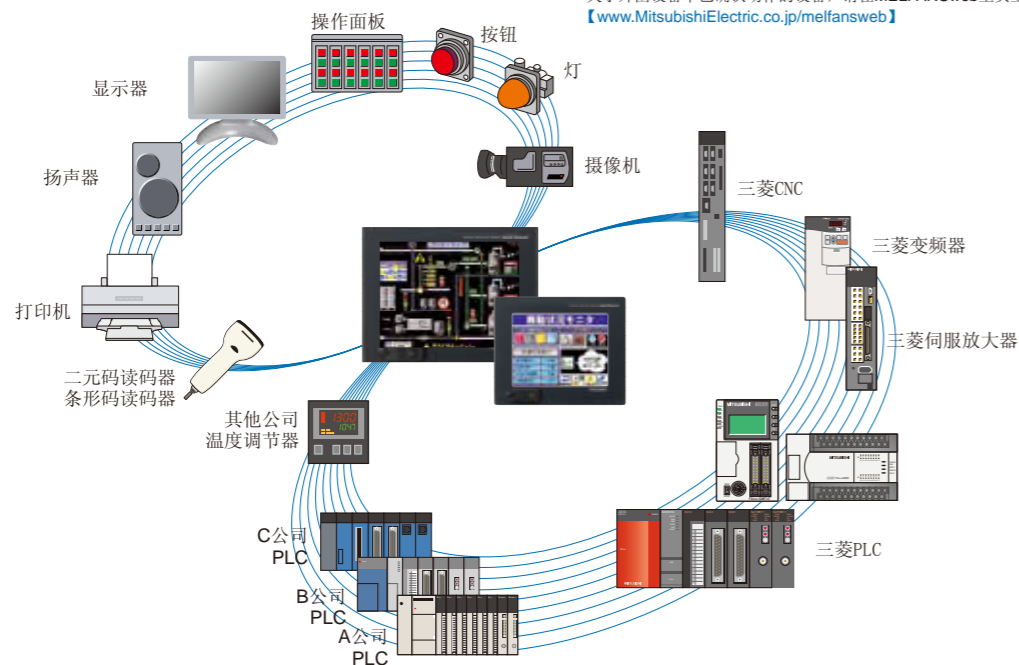 【www.MitsubishiElectric.co.jp/melfansweb】
操作面板
按钮
灯
显示器
摄像机
扬声器
三菱CNC
三菱变频器
打印机
三菱伺服放大器
二元码读码器
条形码读码器
其他公司
温度调节器
1300
1047
C公司
PLC
三菱PLC
B公司
PLC
A公司
PLC